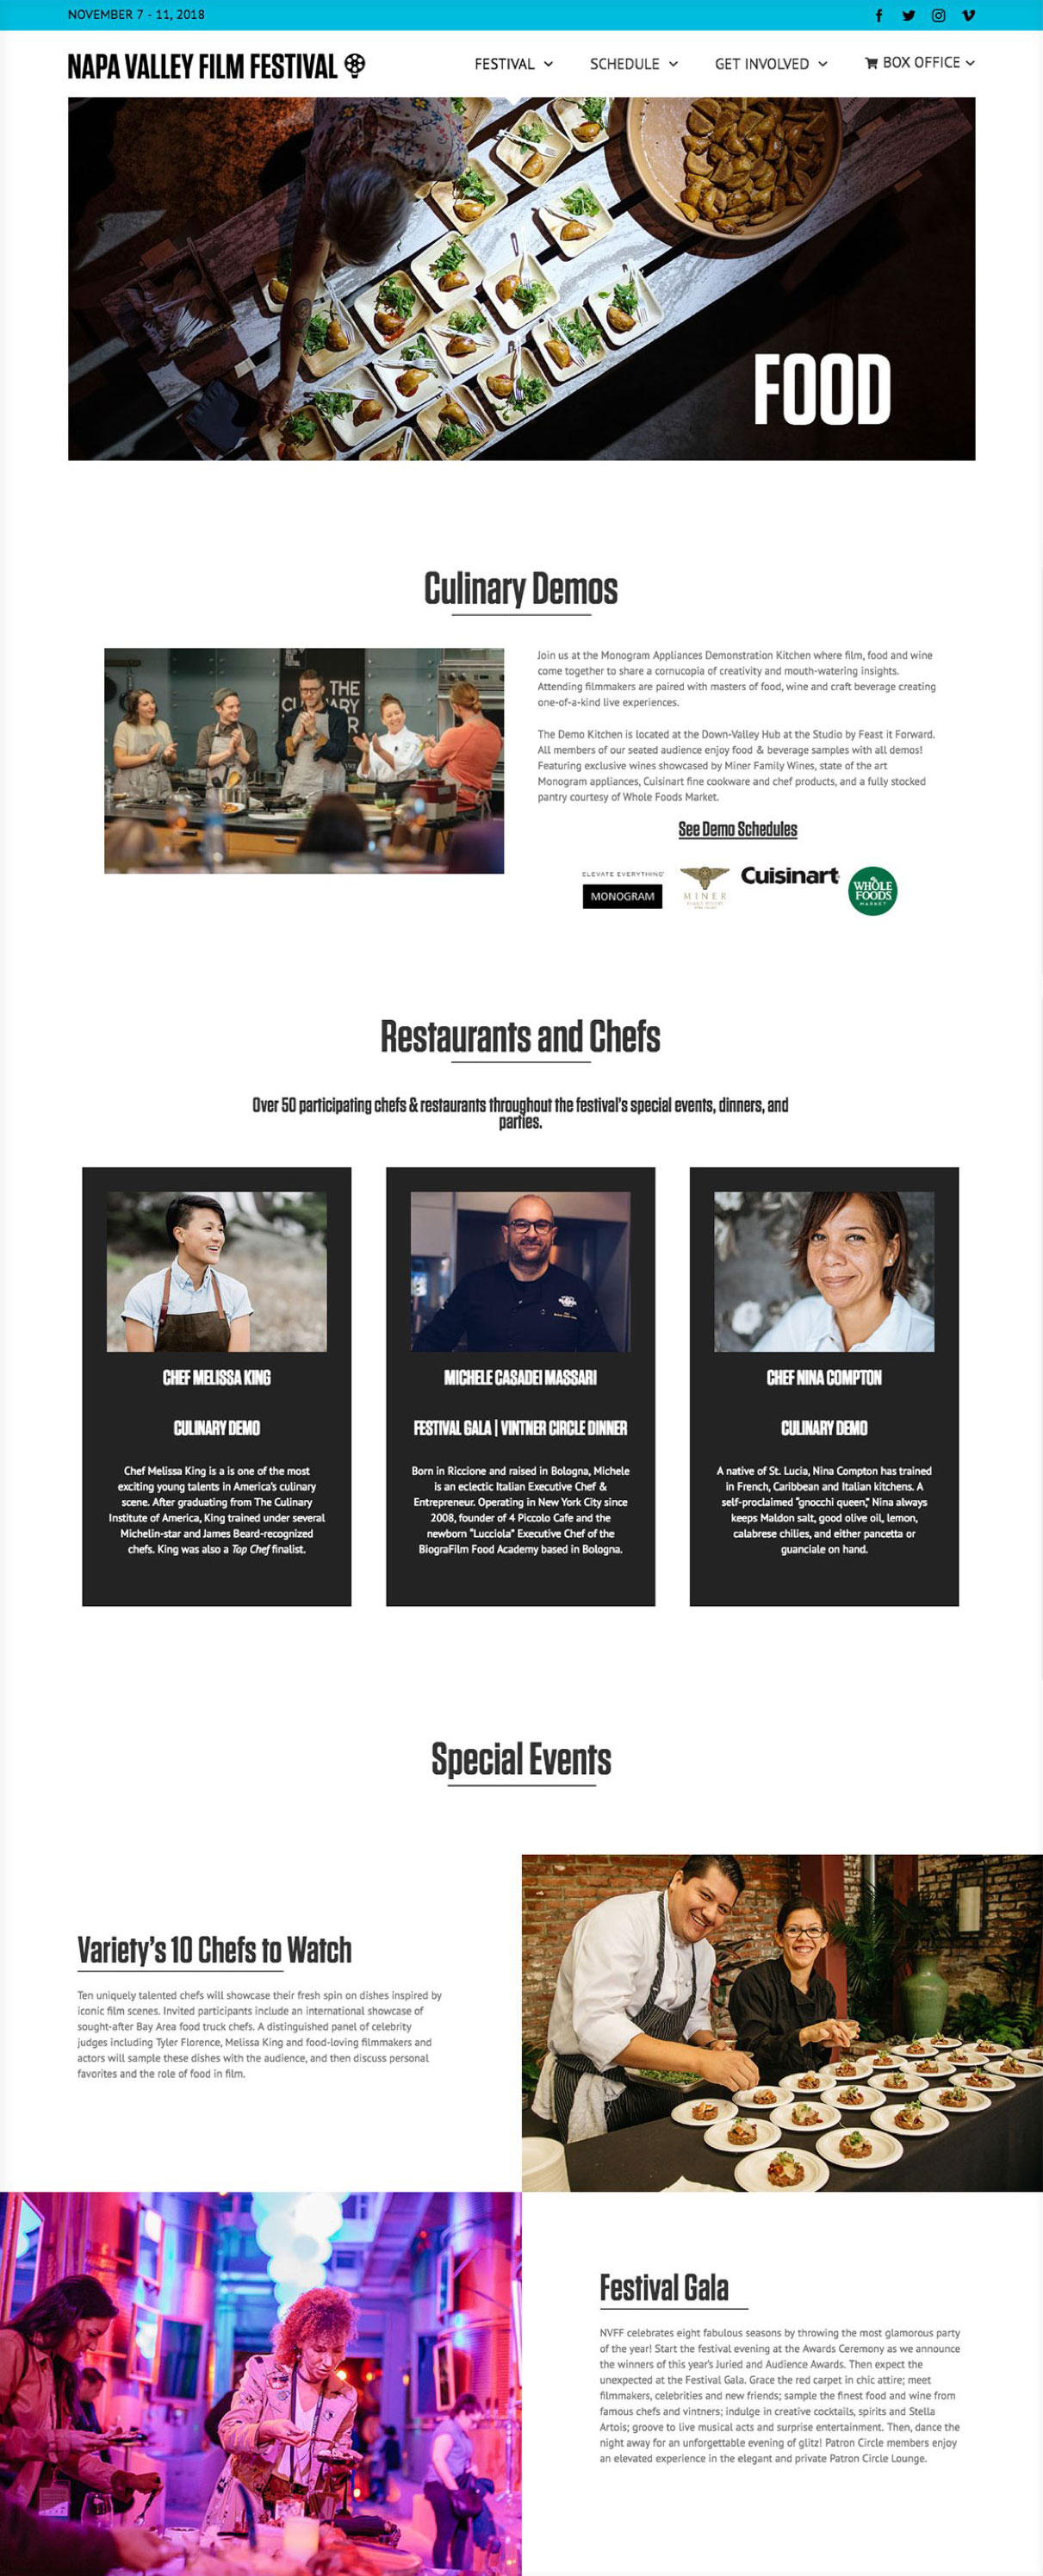 NOVEMBER 7 - 11, 2018
NAPA VALLEY FILM FESTIVAL
FESTIVAL
SCHEDULE
GET INVOLVED
BOX OFFICE
FOOD
Culinary Demos
THE
Join us at the Monogram Appliances Demonstration Kitchen where film, food and wine
come together to share a cornucopia of creativity and mouth-watering insights.
Attending filmmakers are paired with masters of food, wine and craft beverage creating
one-of-a-kind live experiences.
The Demo Kitchen is located at the Down-Valley Hub at the Studio by Feast it Forward.
All members of our seated audience enjoy food & beverage samples with all demos!
Featuring exclusive wines showcased by Miner Family Wines, state of the art
Monogram appliances, Cuisinart fine cookware and chef products, and a fully stocked
pantry courtesy of Whole Foods Market.
See Demo Schedules
ELEVATE EVERYTHING
MONOGRAM
MINER
Cuisinart
WHOLE
FOODS
MARKET
Restaurants and Chefs
Over 50 participating chefs & restaurants throughout the festival's special events, dinners, and
parties.
CHEF MELISSA KING
CULINARY DEMO
Chef Melissa King is a is one of the most
exciting young talents in America's culinary
scene. After graduating from The Culinary
Institute of America, King trained under several
Michelin-star and James Beard-recognized
chefs. King was also a Top Chef finalist.
MICHELE CASADEI MASSARI
FESTIVAL GALA | VINTNER CIRCLE DINNER
Born in Riccione and raised in Bologna, Michele
is an eclectic Italian Executive Chef &
Entrepreneur. Operating in New York City since
2008, founder of 4 Piccolo Cafe and the
newborn "Lucciola" Executive Chef of the
BiograFilm Food Academy based in Bologna.
CHEF NINA COMPTON
CULINARY DEMO
A native of St. Lucia, Nina Compton has trained
in French, Caribbean and Italian kitchens. A
self-proclaimed "gnocchi queen," Nina always
keeps Maldon salt, good olive oil, lemon,
calabrese chilies, and either pancetta or
guanciale on hand.
Special Events
Variety's 10 Chefs to Watch
Ten uniquely talented chefs will showcase their fresh spin on dishes inspired by
iconic film scenes. Invited participants include an international showcase of
sought-after Bay Area food truck chefs. A distinguished panel of celebrity
judges including Tyler Florence, Melissa King and food-loving filmmakers and
actors will sample these dishes with the audience, and then discuss personal
favorites and the role of food in film.
Festival Gala
NVFF celebrates eight fabulous seasons by throwing the most glamorous party
of the year! Start the festival evening at the Awards Ceremony as we announce
the winners of this year's Juried and Audience Awards. Then expect the
unexpected at the Festival Gala. Grace the red carpet in chic attire; meet
filmmakers, celebrities and new friends; sample the finest food and wine from
famous chefs and vintners; indulge in creative cocktails, spirits and Stella
Artois; groove to live musical acts and surprise entertainment. Then, dance the
night away for an unforgettable evening of glitz! Patron Circle members enjoy
an elevated experience in the elegant and private Patron Circle Lounge.